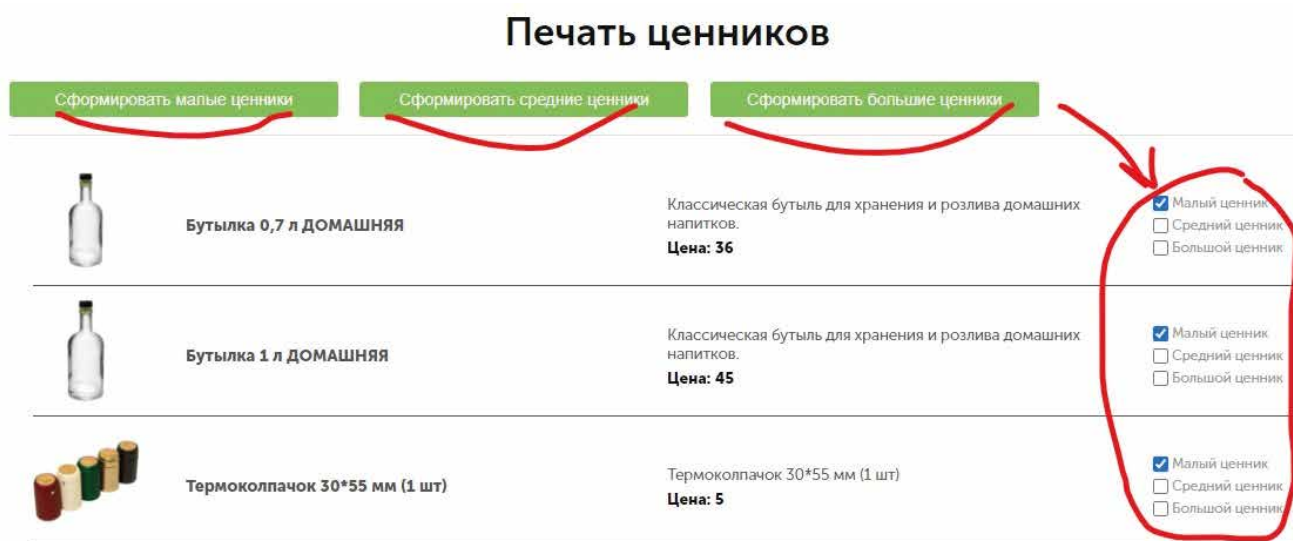 Печать ценников
Сформировать малые ценники
Сформировать средние ценники
Сформировать большие ценники
Бутылка 0,7 л ДОМАШНЯЯ
Классическая бутыль для хранения и розлива домашних
напитков.
Цена: 36
Малый ценник
Средний ценник
Большой ценник
Бутылка 1 л ДОМАШНЯЯ
Классическая бутыль для хранения и розлива домашних
напитков.
Цена: 45
Малый ценник
Средний ценник
Большой ценник
Термоколпачок 30*55 мм (1 шт)
Термоколпачок 30*55 мм (1 шт)
Цена: 5
Малый ценник
Средний ценник
Большой ценник